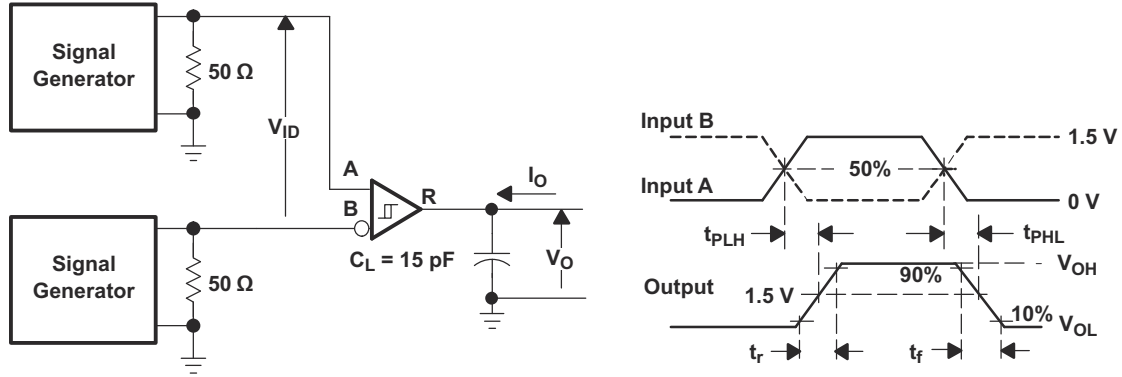 Signal
Generator
50 Ω
V_ID
A
B
R
I_O
Signal
Generator
50 Ω
C_L = 15 pF
V_O
Input B
1.5 V
50%
Input A
0 V
t_PLH
t_PHL
V_OH
90%
Output
1.5 V
10%
V_OL
t_r
t_f